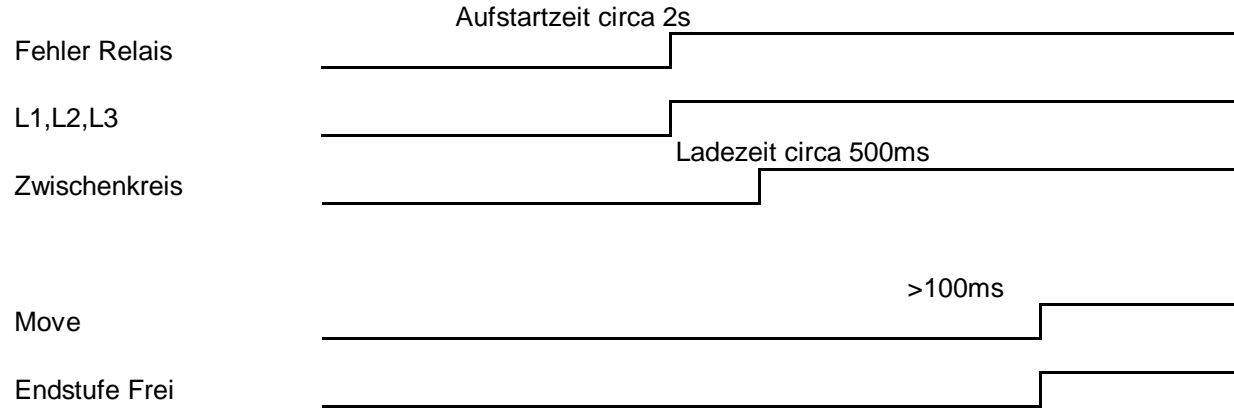 Aufstartzeit circa 2s
Fehler Relais
L1,L2,L3
Ladezeit circa 500ms
Zwischenkreis
>100ms
Move
Endstufe Frei